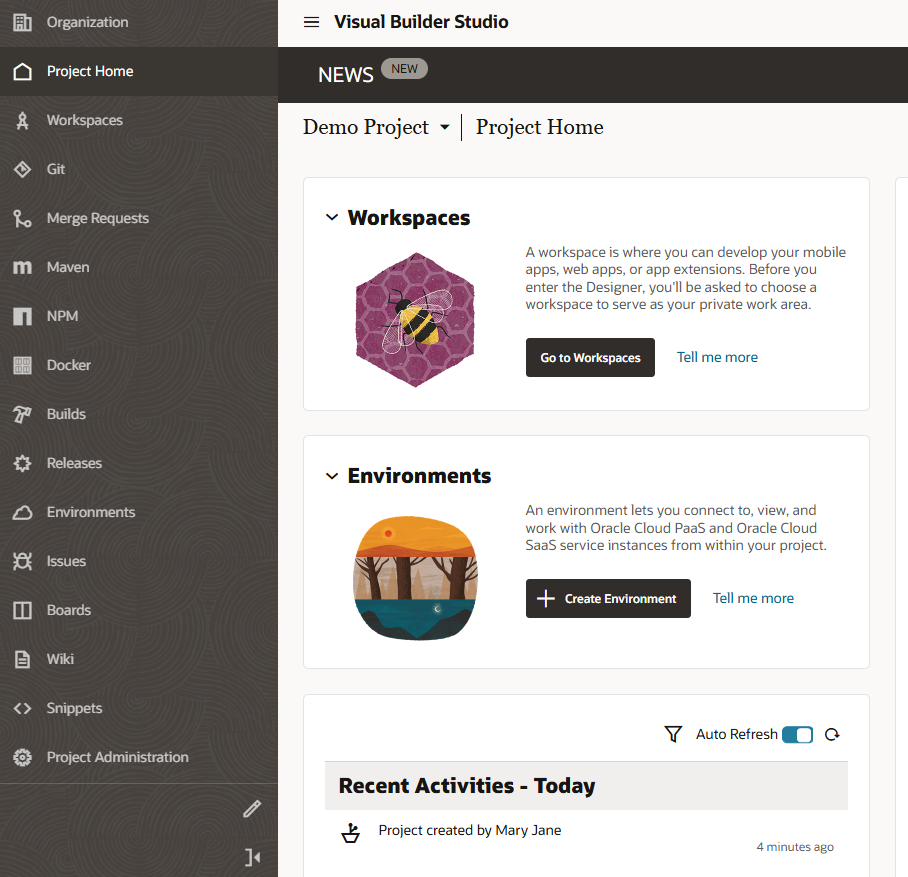 Organization
Project Home
Workspaces
Git
Merge Requests
Maven
NPM
Docker
Builds
Releases
Environments
Issues
Boards
Wiki
Snippets
Project Administration
Visual Builder Studio
NEWS NEW
Demo Project Project Home
Workspaces
A workspace is where you can develop your mobile
apps, web apps, or app extensions. Before you
enter the Designer, you’ll be asked to choose a
workspace to serve as your private work area.
Go to Workspaces Tell me more
Environments
An environment lets you connect to, view, and
work with Oracle Cloud PaaS and Oracle Cloud
SaaS service instances from within your project.
Create Environment Tell me more
Auto Refresh
Recent Activities - Today
Project created by Mary Jane
4 minutes ago